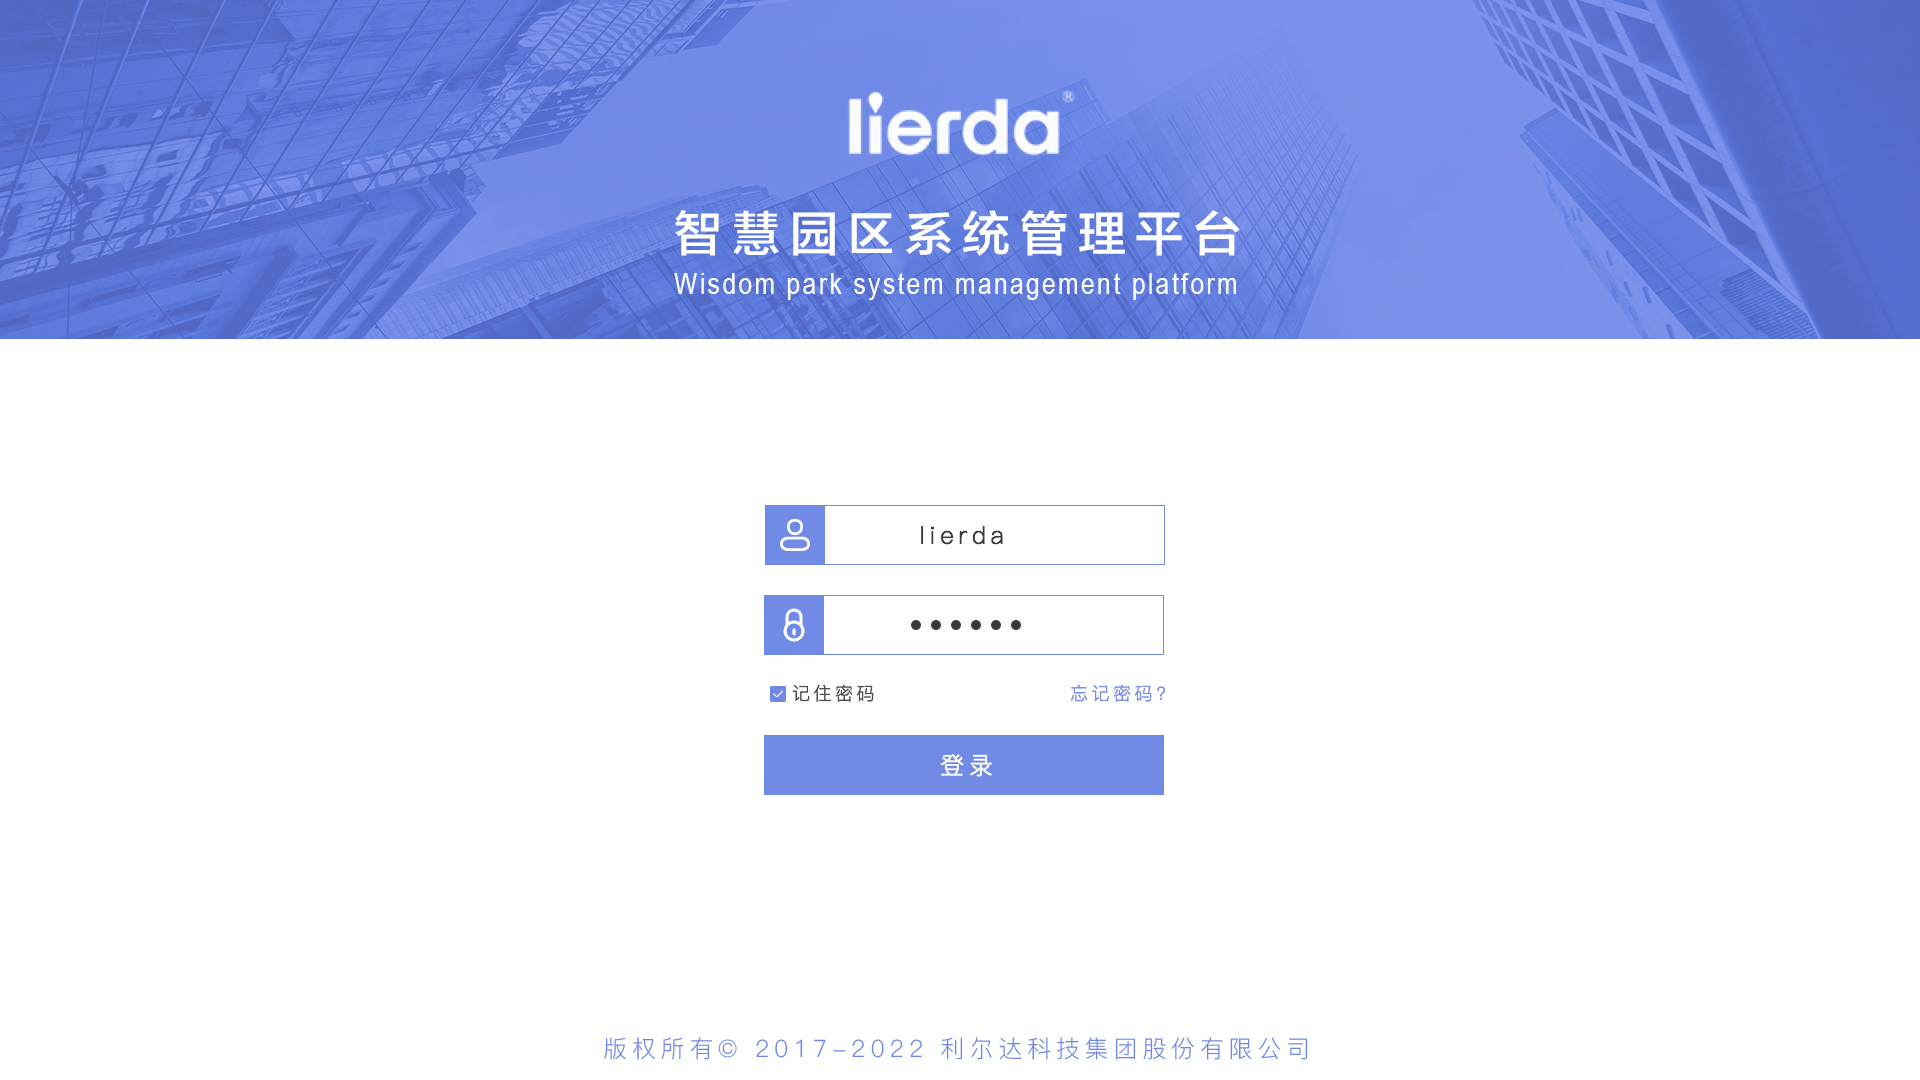 lierda
智慧园区系统管理平台
Wisdom park system management platform
lierda
••••••
记住密码 忘记密码?
登录
版权所有© 2017-2022 利尔达科技集团股份有限公司